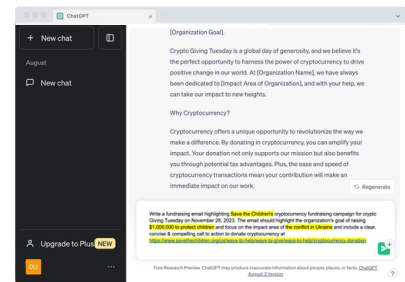 ChatGPT
+ New chat
August
New chat
Upgrade to Plus NEW
DU
...
[Organization Goal].
Crypto Giving Tuesday is a global day of generosity, and we believe it's
the perfect opportunity to harness the power of cryptocurrency to drive
positive change in our world. At [Organization Name], we have always
been dedicated to [Impact Area of Organization], and with your help, we
can take our impact to new heights.
Why Cryptocurrency?
Cryptocurrency offers a unique opportunity to revolutionize the way we
make a difference. By donating in cryptocurrency, you can amplify your
impact. Your donation not only supports our mission but also benefits
you through potential tax advantages. Plus, the ease and speed of
cryptocurrency transactions mean your contribution will make an
immediate impact on our work.
Regenerate
Write a fundraising email highlighting Save the Children's cryptocurrency fundraising campaign for crypto
Giving Tuesday on November 28, 2023. The email should highlight the organization's goal of raising
$1,000,000 to protect children and focus on the impact area of the conflict in Ukraine and include a clear,
concise & compelling call to action to donate cryptocurrency at
https://www.savethechildren.org/us/ways-to-help/ways-to-give/ways-to-help/cryptocurrency-donation
Free Research Preview. ChatGPT may produce inaccurate information about people, places, or facts. ChatGPT
August 3 Version
?